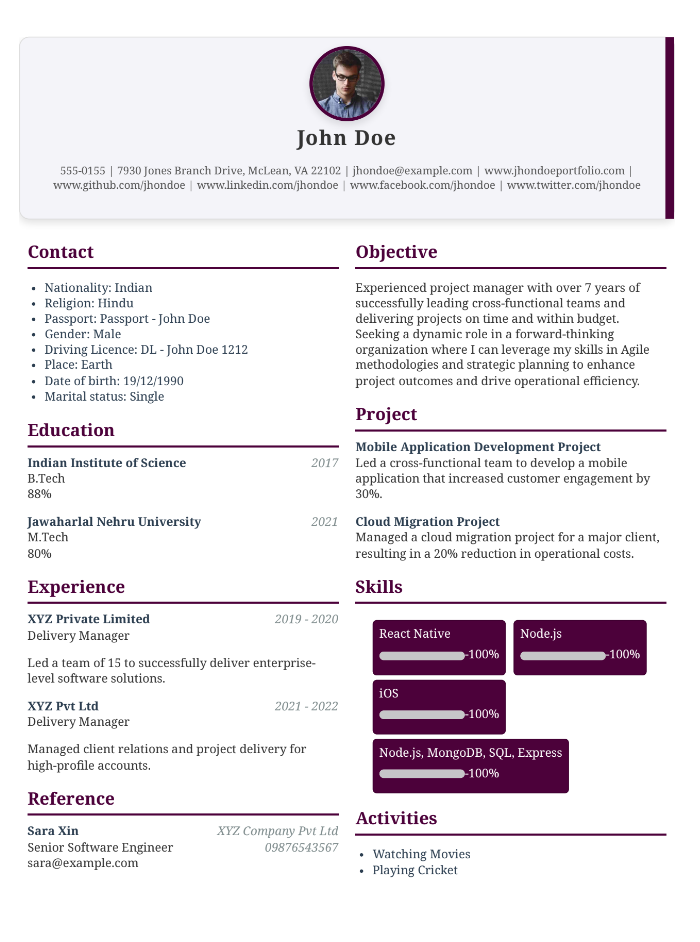 John Doe
555-0155 | 7930 Jones Branch Drive, McLean, VA 22102 | jhondoe@example.com | www.jhondoeportfolio.com |
www.github.com/jhondoe | www.linkedin.com/jhondoe | www.facebook.com/jhondoe | www.twitter.com/jhondoe
Contact
• Nationality: Indian
• Religion: Hindu
• Passport: Passport - John Doe
• Gender: Male
• Driving Licence: DL - John Doe 1212
• Place: Earth
• Date of birth: 19/12/1990
• Marital status: Single
Education
Indian Institute of Science 2017
B.Tech
88%
Jawaharlal Nehru University 2021
M.Tech
80%
Experience
XYZ Private Limited 2019 - 2020
Delivery Manager
Led a team of 15 to successfully deliver enterprise-
level software solutions.
XYZ Pvt Ltd 2021 - 2022
Delivery Manager
Managed client relations and project delivery for
high-profile accounts.
Reference
Sara Xin XYZ Company Pvt Ltd
Senior Software Engineer 09876543567
sara@example.com
Objective
Experienced project manager with over 7 years of
successfully leading cross-functional teams and
delivering projects on time and within budget.
Seeking a dynamic role in a forward-thinking
organization where I can leverage my skills in Agile
methodologies and strategic planning to enhance
project outcomes and drive operational efficiency.
Project
Mobile Application Development Project
Led a cross-functional team to develop a mobile
application that increased customer engagement by
30%.
Cloud Migration Project
Managed a cloud migration project for a major client,
resulting in a 20% reduction in operational costs.
Skills
React Native
-100%
Node.js
-100%
iOS
-100%
Node.js, MongoDB, SQL, Express
-100%
Activities
• Watching Movies
• Playing Cricket